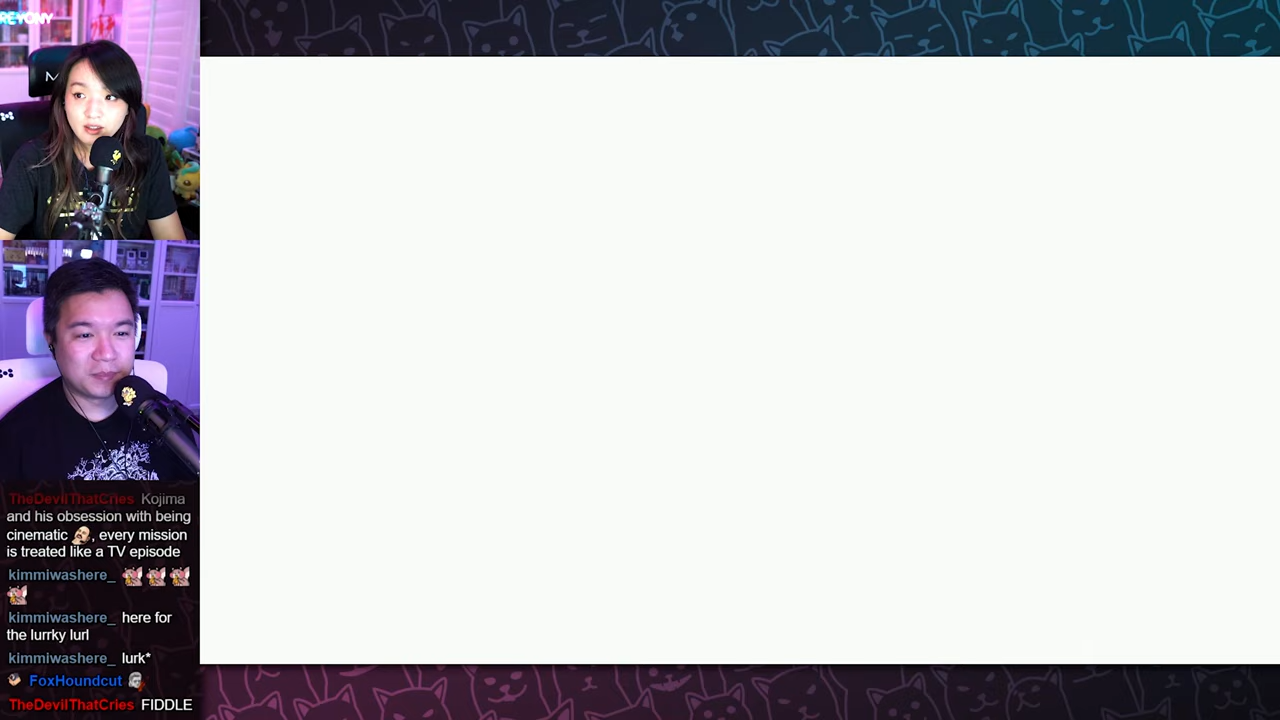 REYONY
TheDevilThatCries Kojima
and his obsession with being
cinematic , every mission
is treated like a TV episode
kimmiwashere_
kimmiwashere_ here for
the lurrky lurl
kimmiwashere_ lurk*
FoxHoundcut
TheDevilThatCries FIDDLE